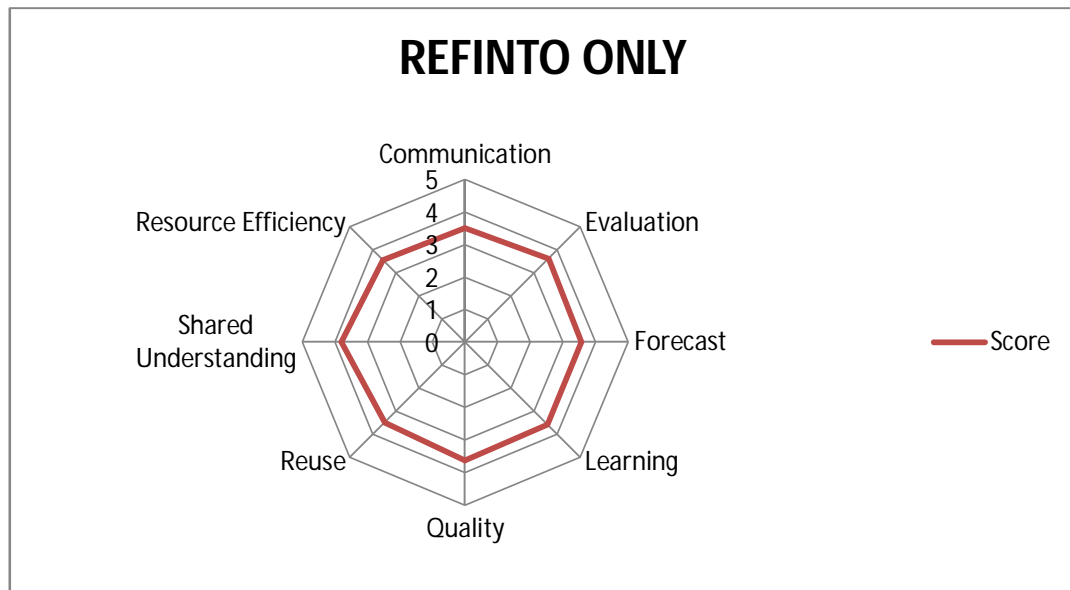 REFINTO ONLY
Communication
5
4
3
2
1
0
Resource Efficiency
Evaluation
Shared
Understanding
Forecast
Score
Reuse
Learning
Quality